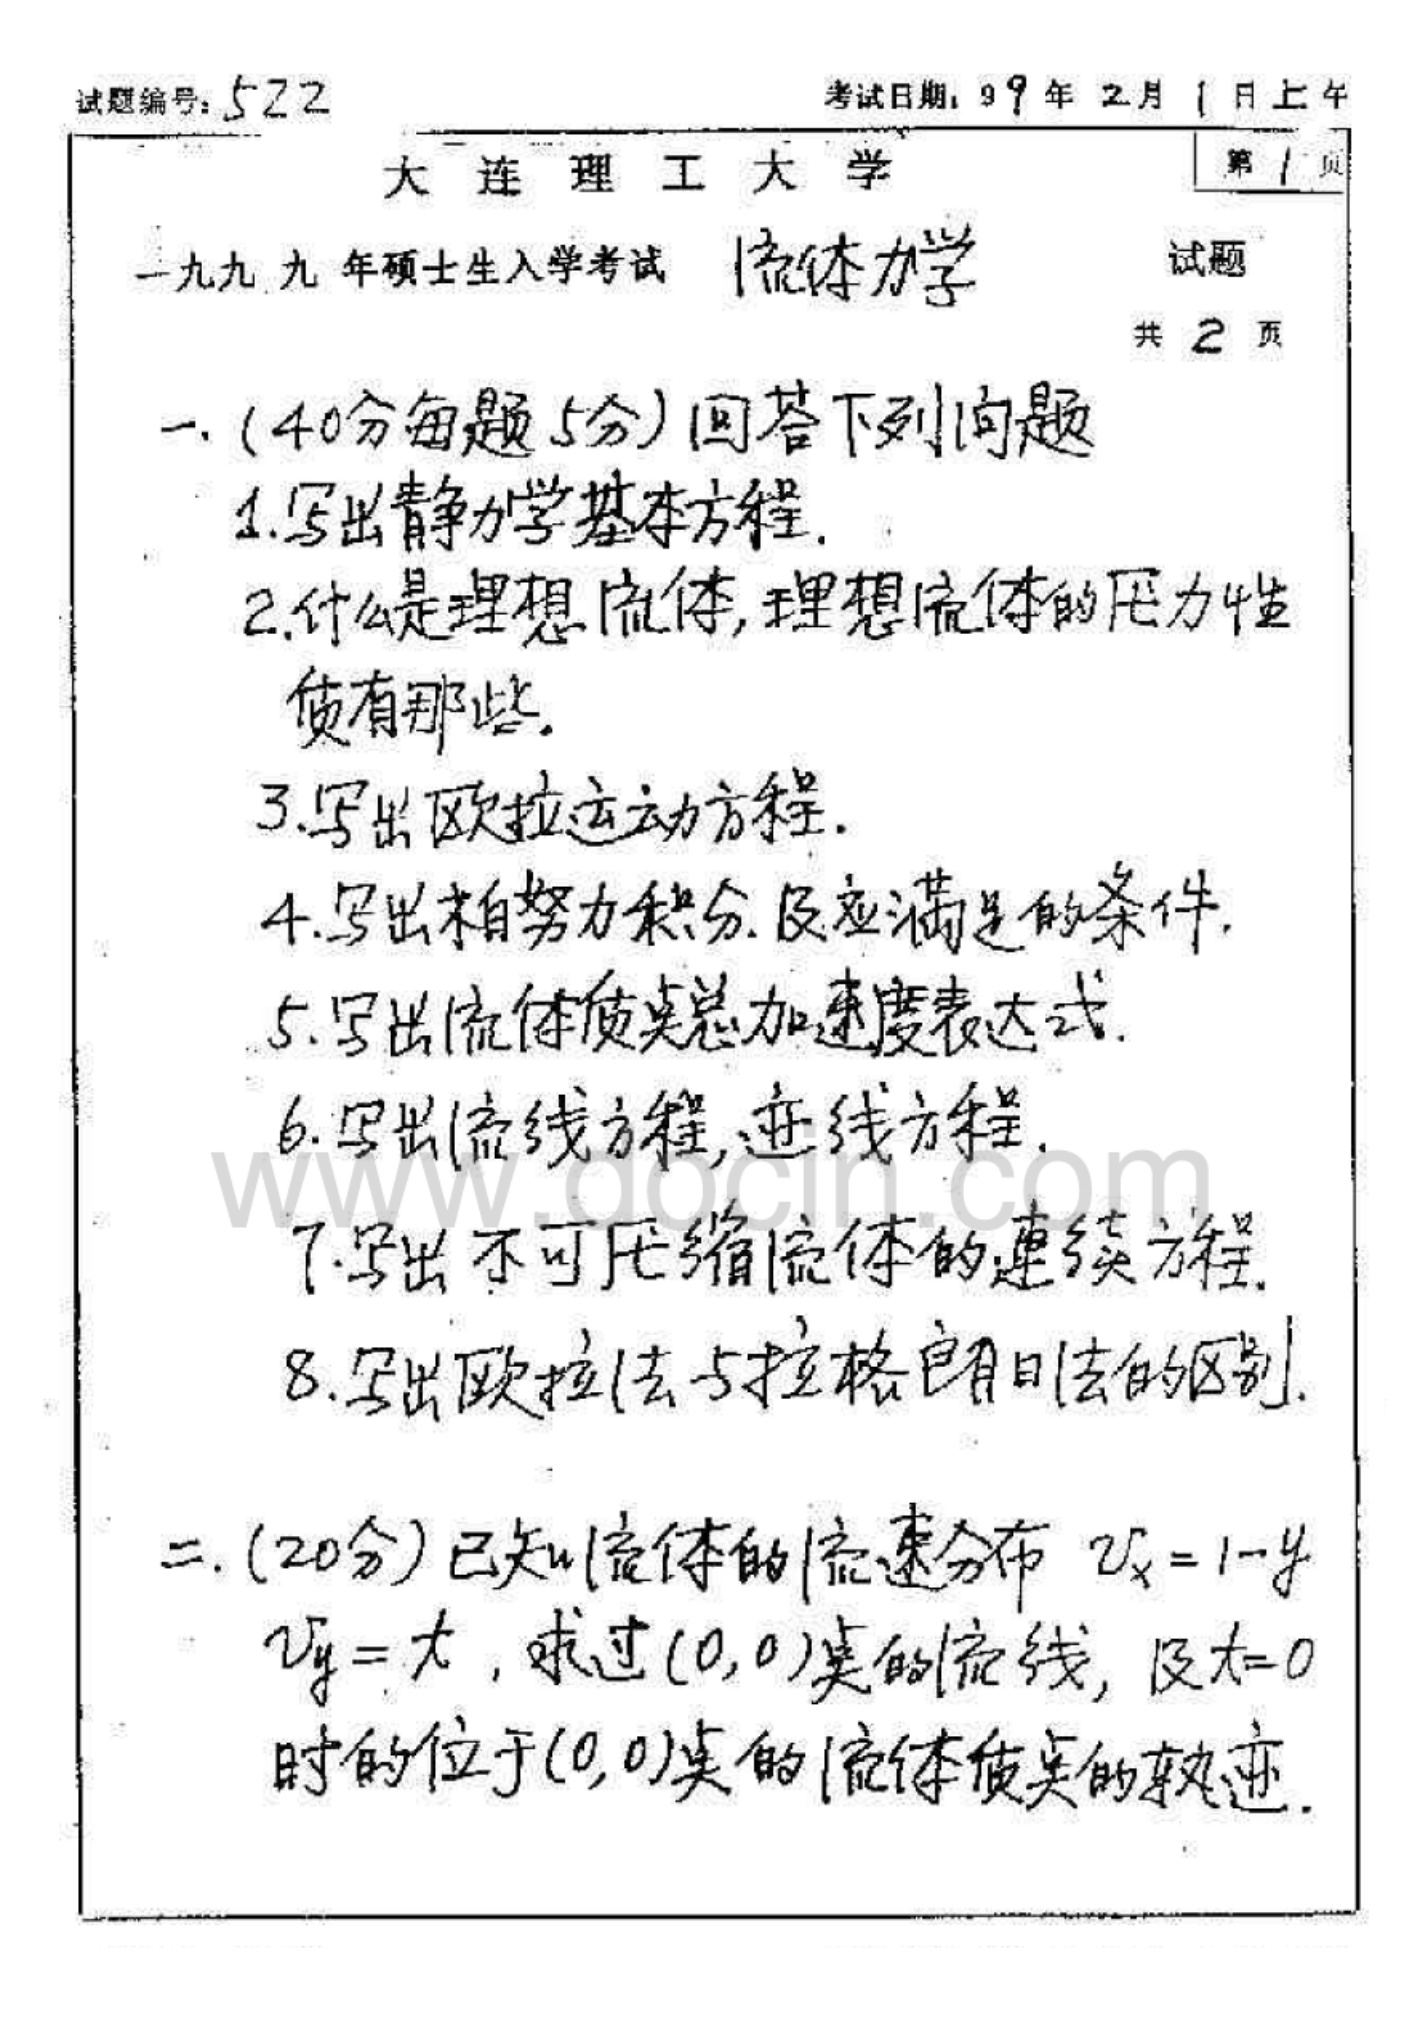 试题编号:522
考试日期:99年2月1日上午
大连理工大学
第1页
一九九九年硕士生入学考试 流体力学 试题
共2页
一.(40分每题5分)回答下列问题
1.写出静力学基本方程.
2.什么是理想流体,理想流体的压力性
质有那些.
3.写出欧拉运动方程.
4.写出柏努力积分.及应满足的条件.
5.写出流体质点总加速度表达式.
6.写出流线方程,迹线方程.
www.docin.com
7.写出不可压缩流体的连续方程.
8.写出欧拉法与拉格朗日法的区别.
二.(20分)已知流体的流速分布 Vx=1-y
Vy=t,求过(0,0)点的流线,及t=0
时的位于(0,0)点的流体质点的轨迹.